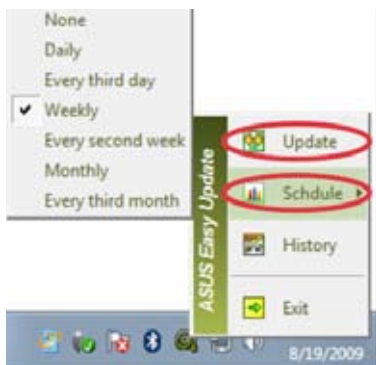 None
Daily
Every third day
Weekly
Every second week
Monthly
Every third month
ASUS Easy Update
Update
Schdule
History
Exit
8/19/2009